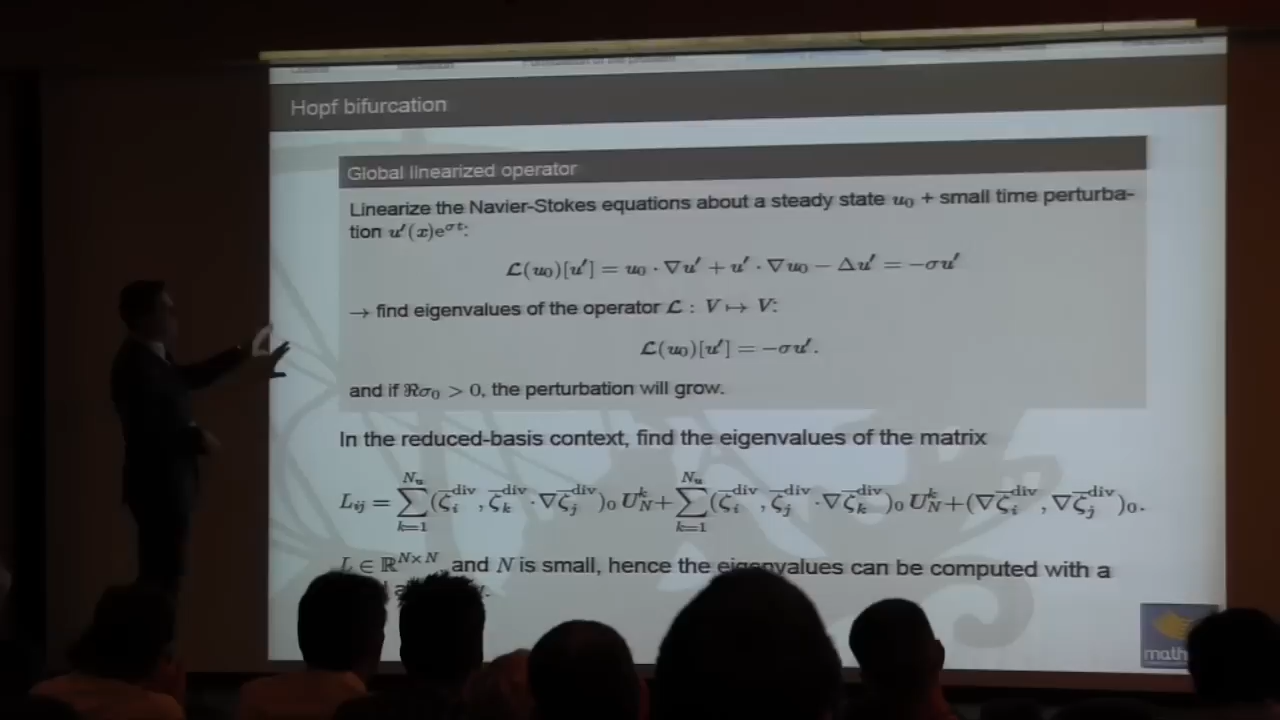 Hopf bifurcation
Global linearized operator
Linearize the Navier-Stokes equations about a steady state u₀ + small time perturba-
tion u′(x)e^{σt}:
𝓛(u₀)[u′] = u₀ · ∇u′ + u′ · ∇u₀ − Δu′ = −σu′
→ find eigenvalues of the operator 𝓛 : V ↦ V:
𝓛(u₀)[u′] = −σu′.
and if ℜσ₀ > 0, the perturbation will grow.
In the reduced-basis context, find the eigenvalues of the matrix
L_{ij} = ∑_{k=1}^{N_u} (ζ̄_i^{div}, ζ̄_k^{div} · ∇ζ̄_j^{div})₀ U_N^k + ∑_{k=1}^{N_u} (ζ̄_i^{div}, ζ̄_j^{div} · ∇ζ̄_k^{div})₀ U_N^k + (∇ζ̄_i^{div}, ∇ζ̄_j^{div})₀.
L ∈ ℝ^{N×N} and N is small, hence the eigenvalues can be computed with a
math